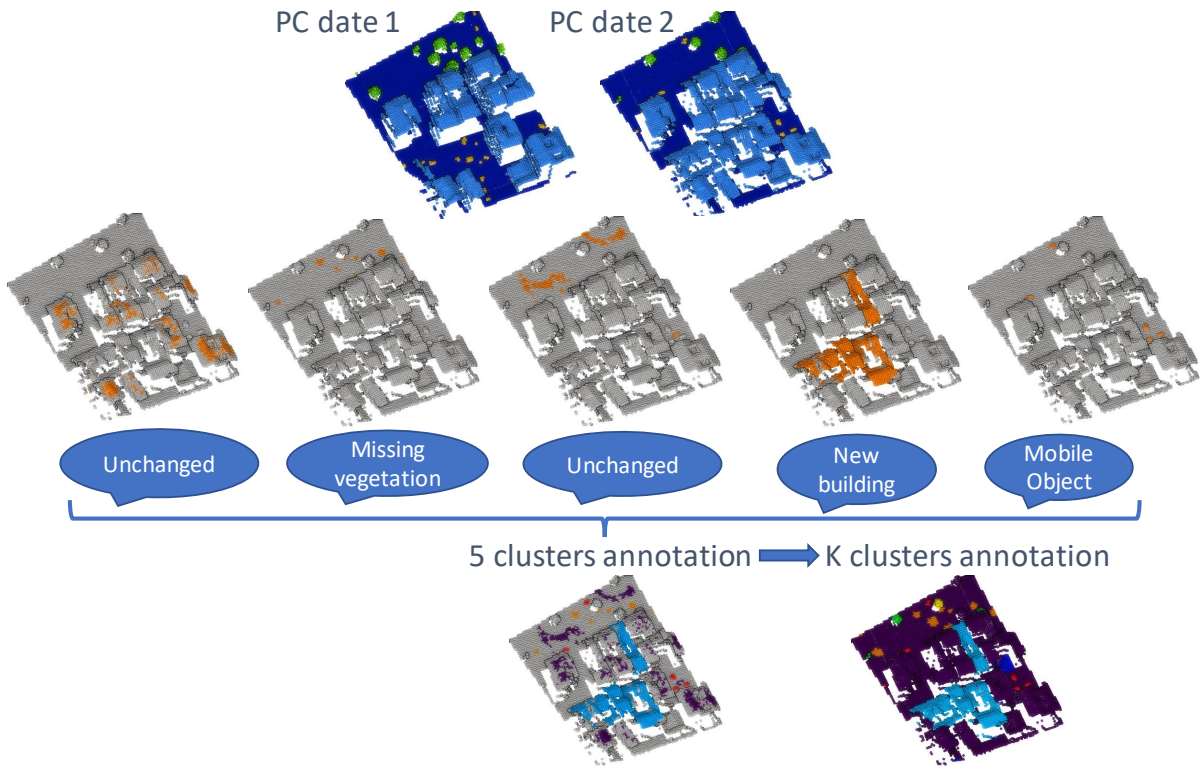 PC date 1
PC date 2
Unchanged
Missing
vegetation
Unchanged
New
building
Mobile
Object
5 clusters annotation
K clusters annotation